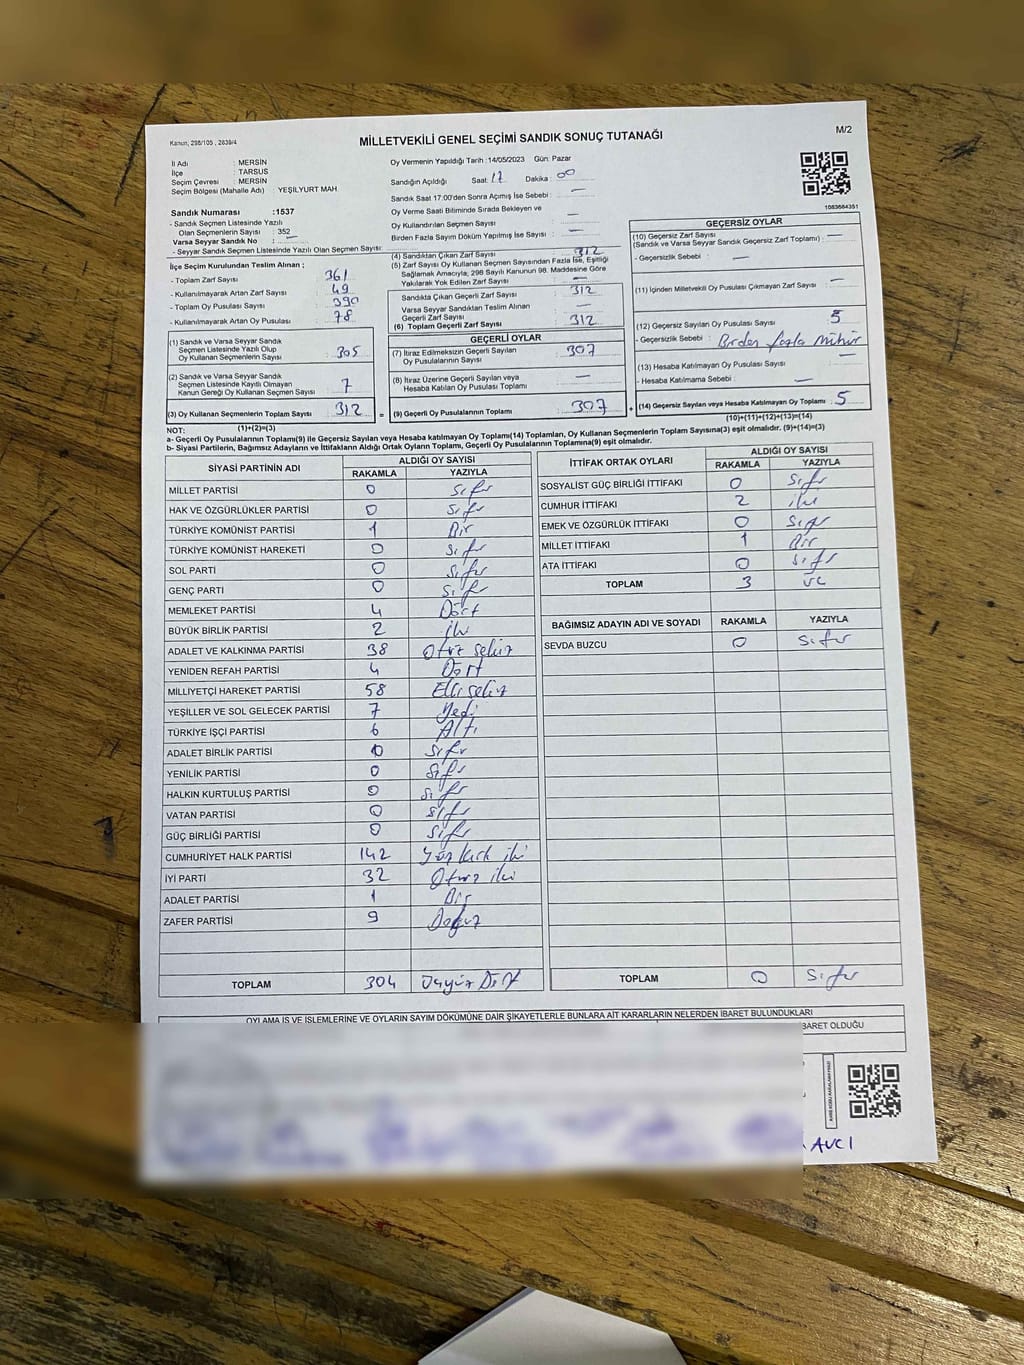 Kanun, 298/105 , 2839/4
MİLLETVEKİLİ GENEL SEÇİMİ SANDIK SONUÇ TUTANAĞI
M/2
İl Adı : MERSİN
İlçe : TARSUS
Seçim Çevresi : MERSİN
Seçim Bölgesi (Mahalle Adı) : YEŞİLYURT MAH
Sandık Numarası :1537
- Sandık Seçmen Listesinde Yazılı
Olan Seçmenlerin Sayısı : 352
Varsa Seyyar Sandık No : —
- Seyyar Sandık Seçmen Listesinde Yazılı Olan Seçmen Sayısı:
Oy Vermenin Yapıldığı Tarih :14/05/2023 Gün: Pazar
Sandığın Açıldığı Saat: 17 Dakika : 00
Sandık Saat 17:00'den Sonra Açımış İse Sebebi : —
Oy Verme Saati Bitiminde Sırada Bekleyen ve
Oy Kullandırılan Seçmen Sayısı : —
Birden Fazla Sayım Döküm Yapılmış İse Sayısı : —
1083684351
İlçe Seçim Kurulundan Teslim Alınan ;
- Toplam Zarf Sayısı : 361
- Kullanılmayarak Artan Zarf Sayısı : 49
- Toplam Oy Pusulası Sayısı : 390
- Kullanılmayarak Artan Oy Pusulası : 78
(1) Sandık ve Varsa Seyyar Sandık
Seçmen Listesinde Yazılı Olup
Oy Kullanan Seçmenlerin Sayısı : 305
(2) Sandık ve Varsa Seyyar Sandık
Seçmen Listesinde Kayıtlı Olmayan
Kanun Gereği Oy Kullanan Seçmen Sayısı : 7
(3) Oy Kullanan Seçmenlerin Toplam Sayısı : 312 =
(4) Sandıktan Çıkan Zarf Sayısı : 312
(5) Zarf Sayısı Oy Kullanan Seçmen Sayısından Fazla İse, Eşitliği
Sağlamak Amacıyla, 298 Sayılı Kanunun 98. Maddesine Göre
Yakılarak Yok Edilen Zarf Sayısı : —
Sandıkta Çıkan Geçerli Zarf Sayısı : 312
Varsa Seyyar Sandıktan Teslim Alınan
Geçerli Zarf Sayısı : —
(6) Toplam Geçerli Zarf Sayısı : 312
GEÇERLİ OYLAR
(7) İtiraz Edilmeksizin Geçerli Sayılan
Oy Pusulalarının Sayısı : 307
(8) İtiraz Üzerine Geçerli Sayılan veya
Hesaba Katılan Oy Pusulası Toplamı : —
(9) Geçerli Oy Pusulalarının Toplamı : 307 +
GEÇERSİZ OYLAR
(10) Geçersiz Zarf Sayısı
(Sandık ve Varsa Seyyar Sandık Geçersiz Zarf Toplamı) : —
- Geçersizlik Sebebi : —
(11) İçinden Milletvekili Oy Pusulası Çıkmayan Zarf Sayısı : —
(12) Geçersiz Sayılan Oy Pusulası Sayısı : 5
- Geçersizlik Sebebi : Birden fazla mühür
(13) Hesaba Katılmayan Oy Pusulası Sayısı : —
- Hesaba Katılmama Sebebi : —
(14) Geçersiz Sayılan veya Hesaba Katılmayan Oy Toplamı : 5
NOT: (1)+(2)=(3) (10)+(11)+(12)+(13)=(14)
a- Geçerli Oy Pusulalarının Toplamı(9) ile Geçersiz Sayılan veya Hesaba katılmayan Oy Toplamı(14) Toplamları, Oy Kullanan Seçmenlerin Toplam Sayısına(3) eşit olmalıdır. (9)+(14)=(3)
b- Siyasi Partilerin, Bağımsız Adayların ve İttifakların Aldığı Ortak Oyların Toplamı, Geçerli Oy Pusulalarının Toplamına(9) eşit olmalıdır.
SİYASİ PARTİNİN ADI ALDIĞI OY SAYISI
RAKAMLA YAZIYLA
MİLLET PARTİSİ 0 Sıfır
HAK VE ÖZGÜRLÜKLER PARTİSİ 0 Sıfır
TÜRKİYE KOMÜNİST PARTİSİ 1 Bir
TÜRKİYE KOMÜNİST HAREKETİ 0 Sıfır
SOL PARTİ 0 Sıfır
GENÇ PARTİ 0 Sıfır
MEMLEKET PARTİSİ 4 Dört
BÜYÜK BİRLİK PARTİSİ 2 İki
ADALET VE KALKINMA PARTİSİ 38 Otuz sekiz
YENİDEN REFAH PARTİSİ 4 Dört
MİLLİYETÇİ HAREKET PARTİSİ 58 Elli sekiz
YEŞİLLER VE SOL GELECEK PARTİSİ 7 Yedi
TÜRKİYE İŞÇİ PARTİSİ 6 Altı
ADALET BİRLİK PARTİSİ 0 Sıfır
YENİLİK PARTİSİ 0 Sıfır
HALKIN KURTULUŞ PARTİSİ 0 Sıfır
VATAN PARTİSİ 0 Sıfır
GÜÇ BİRLİĞİ PARTİSİ 0 Sıfır
CUMHURİYET HALK PARTİSİ 142 Yüz kırk iki
İYİ PARTİ 32 Otuz iki
ADALET PARTİSİ 1 Bir
ZAFER PARTİSİ 9 Dokuz
TOPLAM 304 Üçyüz Dört
İTTİFAK ORTAK OYLARI ALDIĞI OY SAYISI
RAKAMLA YAZIYLA
SOSYALİST GÜÇ BİRLİĞİ İTTİFAKI 0 Sıfır
CUMHUR İTTİFAKI 2 iki
EMEK VE ÖZGÜRLÜK İTTİFAKI 0 Sıfır
MİLLET İTTİFAKI 1 Bir
ATA İTTİFAKI 0 Sıfır
TOPLAM 3 üç
BAĞIMSIZ ADAYIN ADI VE SOYADI RAKAMLA YAZIYLA
SEVDA BUZCU 0 Sıfır
TOPLAM 0 Sıfır
OYLAMA İŞ VE İŞLEMLERİNE VE OYLARIN SAYIM DÖKÜMÜNE DAİR ŞİKAYETLERLE BUNLARA AİT KARARLARIN NELERDEN İBARET BULUNDUKLARI
BARET OLDUĞU
AVCI